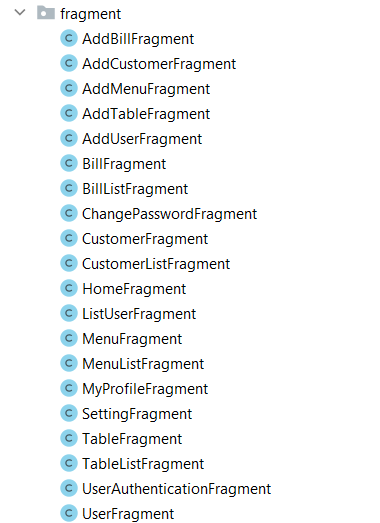 fragment
C AddBillFragment
C AddCustomerFragment
C AddMenuFragment
C AddTableFragment
C AddUserFragment
C BillFragment
C BillListFragment
C ChangePasswordFragment
C CustomerFragment
C CustomerListFragment
C HomeFragment
C ListUserFragment
C MenuFragment
C MenuListFragment
C MyProfileFragment
C SettingFragment
C TableFragment
C TableListFragment
C UserAuthenticationFragment
C UserFragment